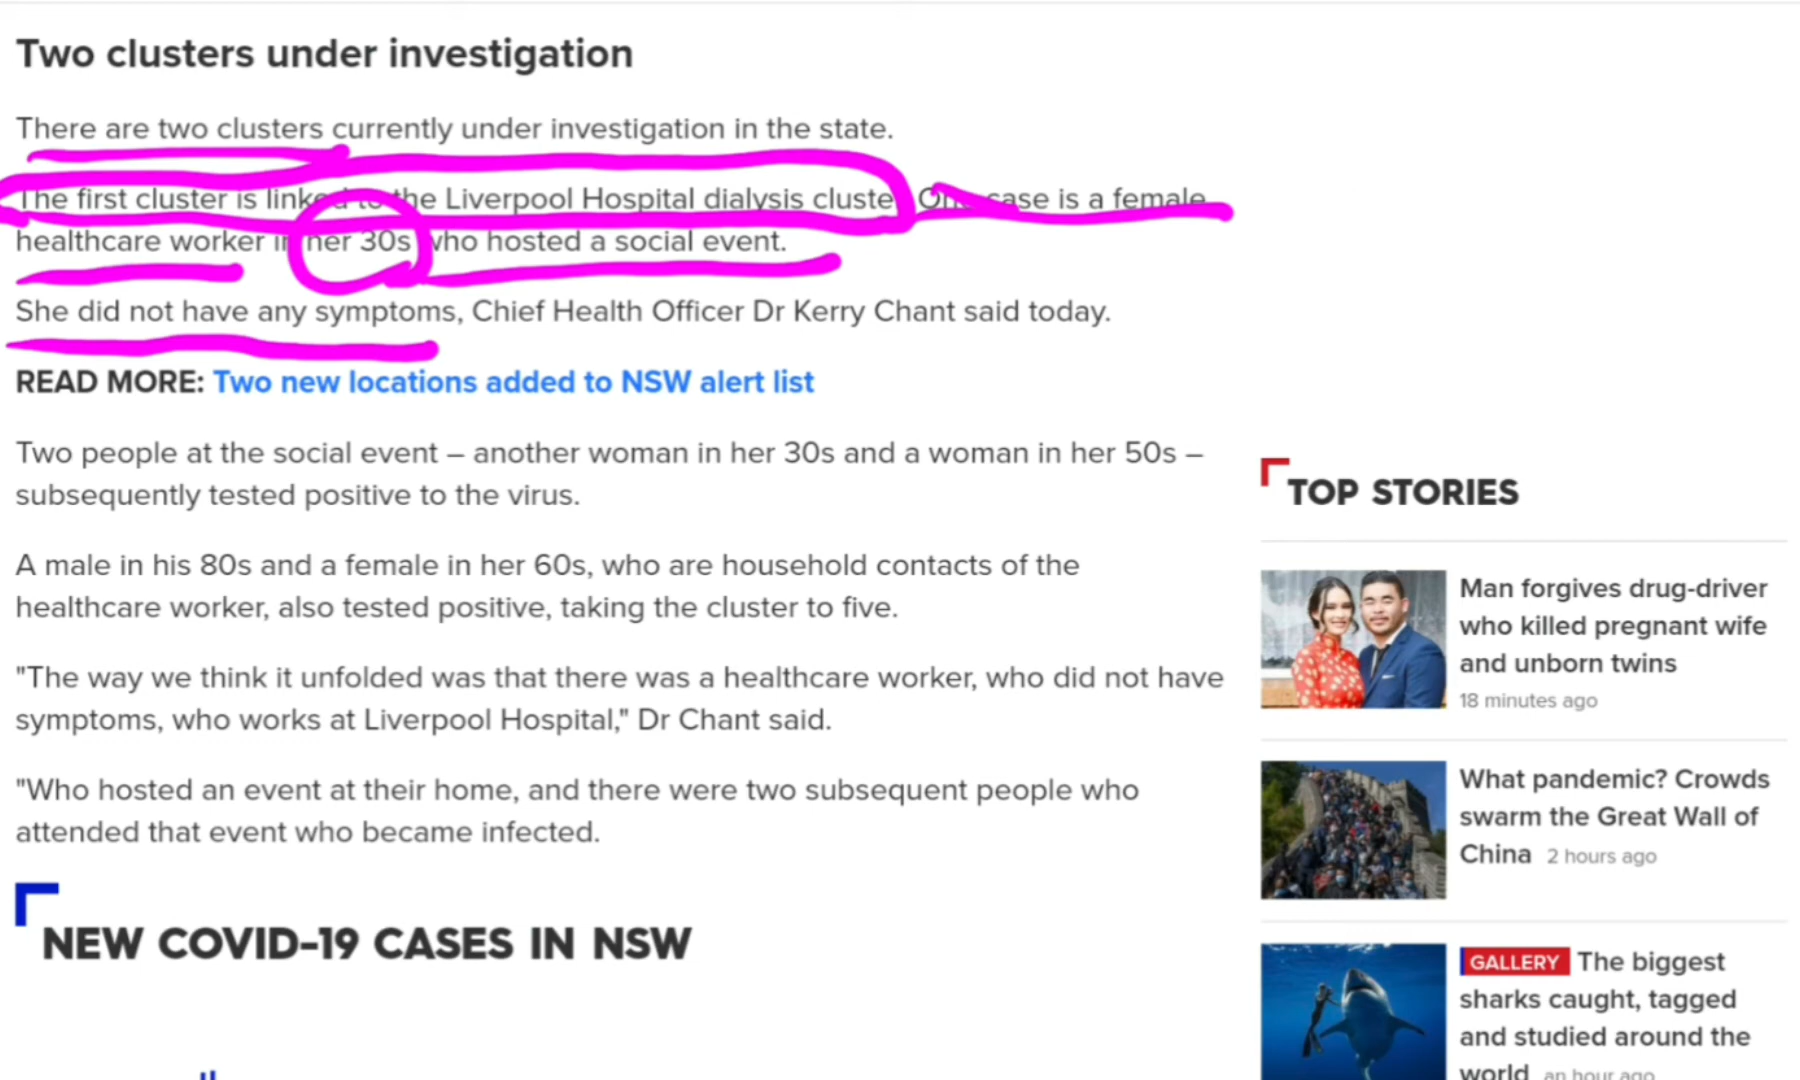 Two clusters under investigation
There are two clusters currently under investigation in the state.
The first cluster is linked to the Liverpool Hospital dialysis cluste One case is a female
healthcare worker in her 30s who hosted a social event.
She did not have any symptoms, Chief Health Officer Dr Kerry Chant said today.
READ MORE: Two new locations added to NSW alert list
Two people at the social event – another woman in her 30s and a woman in her 50s –
subsequently tested positive to the virus.
A male in his 80s and a female in her 60s, who are household contacts of the
healthcare worker, also tested positive, taking the cluster to five.
"The way we think it unfolded was that there was a healthcare worker, who did not have
symptoms, who works at Liverpool Hospital," Dr Chant said.
"Who hosted an event at their home, and there were two subsequent people who
attended that event who became infected.
NEW COVID-19 CASES IN NSW
TOP STORIES
Man forgives drug-driver
who killed pregnant wife
and unborn twins
18 minutes ago
What pandemic? Crowds
swarm the Great Wall of
China 2 hours ago
GALLERY The biggest
sharks caught, tagged
and studied around the
world an hour ago